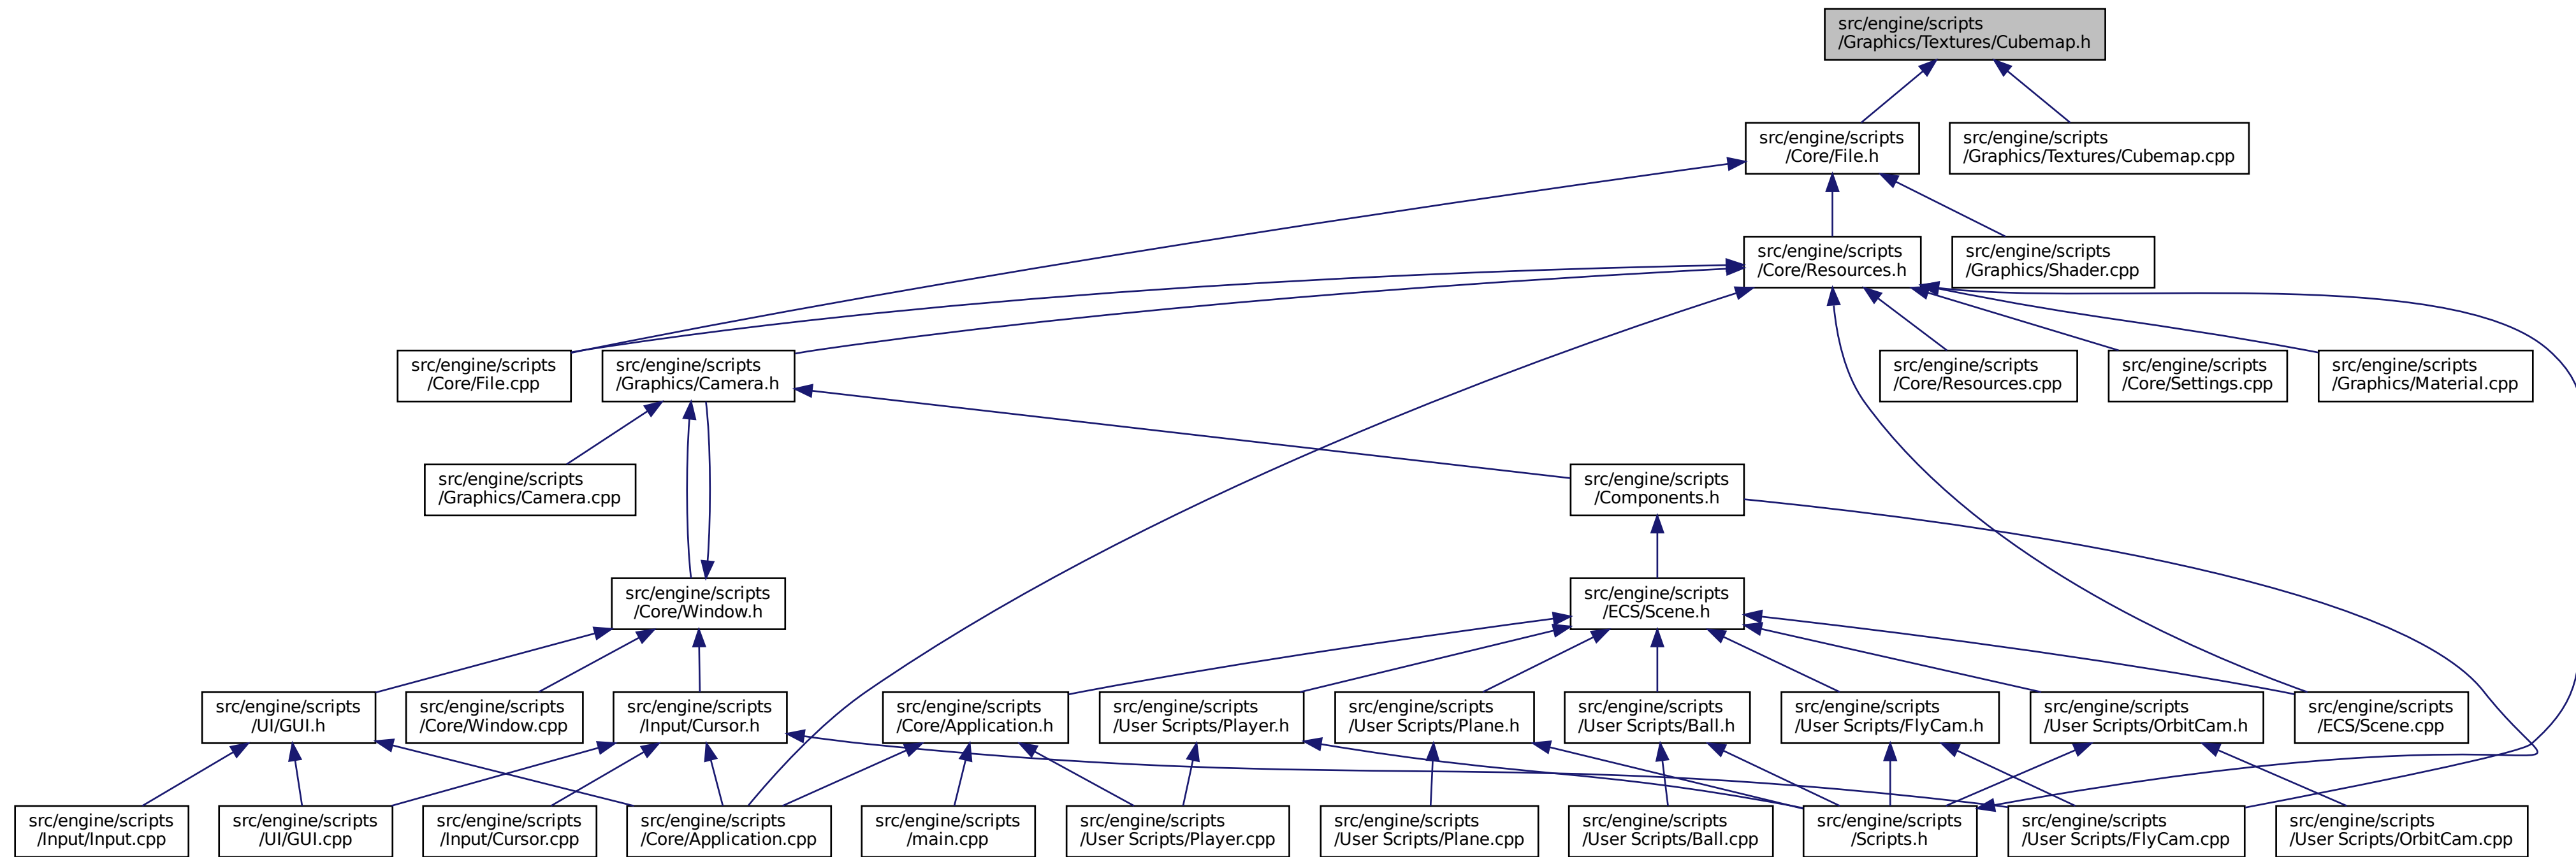 src/engine/scripts
/Graphics/Textures/Cubemap.h
src/engine/scripts
/Core/File.h
src/engine/scripts
/Graphics/Textures/Cubemap.cpp
src/engine/scripts
/Core/Resources.h
src/engine/scripts
/Graphics/Shader.cpp
src/engine/scripts
/Core/File.cpp
src/engine/scripts
/Graphics/Camera.h
src/engine/scripts
/Core/Resources.cpp
src/engine/scripts
/Core/Settings.cpp
src/engine/scripts
/Graphics/Material.cpp
src/engine/scripts
/Graphics/Camera.cpp
src/engine/scripts
/Components.h
src/engine/scripts
/Core/Window.h
src/engine/scripts
/ECS/Scene.h
src/engine/scripts
/UI/GUI.h
src/engine/scripts
/Core/Window.cpp
src/engine/scripts
/Input/Cursor.h
src/engine/scripts
/Core/Application.h
src/engine/scripts
/User Scripts/Player.h
src/engine/scripts
/User Scripts/Plane.h
src/engine/scripts
/User Scripts/Ball.h
src/engine/scripts
/User Scripts/FlyCam.h
src/engine/scripts
/User Scripts/OrbitCam.h
src/engine/scripts
/ECS/Scene.cpp
src/engine/scripts
/Input/Input.cpp
src/engine/scripts
/UI/GUI.cpp
src/engine/scripts
/Input/Cursor.cpp
src/engine/scripts
/Core/Application.cpp
src/engine/scripts
/main.cpp
src/engine/scripts
/User Scripts/Player.cpp
src/engine/scripts
/User Scripts/Plane.cpp
src/engine/scripts
/User Scripts/Ball.cpp
src/engine/scripts
/Scripts.h
src/engine/scripts
/User Scripts/FlyCam.cpp
src/engine/scripts
/User Scripts/OrbitCam.cpp